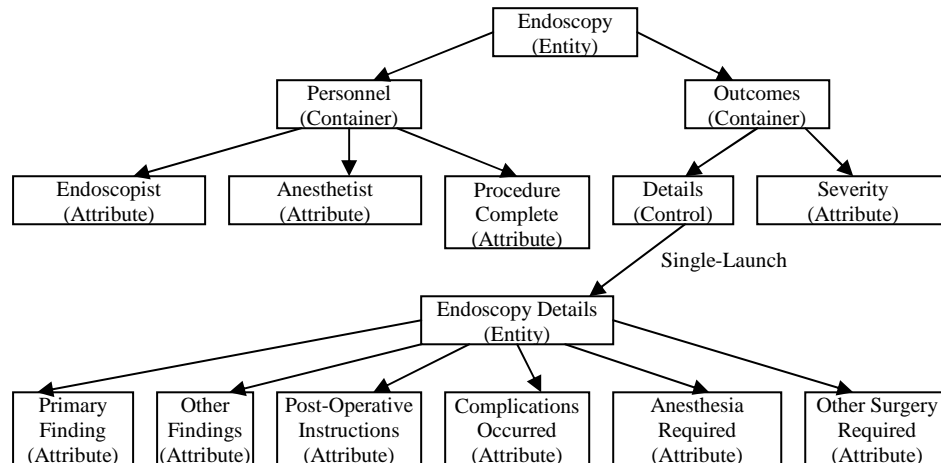 Endoscopy
(Entity)
Personnel
(Container)
Outcomes
(Container)
Endoscopist
(Attribute)
Anesthetist
(Attribute)
Procedure
Complete
(Attribute)
Details
(Control)
Severity
(Attribute)
Single-Launch
Endoscopy Details
(Entity)
Primary
Finding
(Attribute)
Other
Findings
(Attribute)
Post-Operative
Instructions
(Attribute)
Complications
Occurred
(Attribute)
Anesthesia
Required
(Attribute)
Other Surgery
Required
(Attribute)